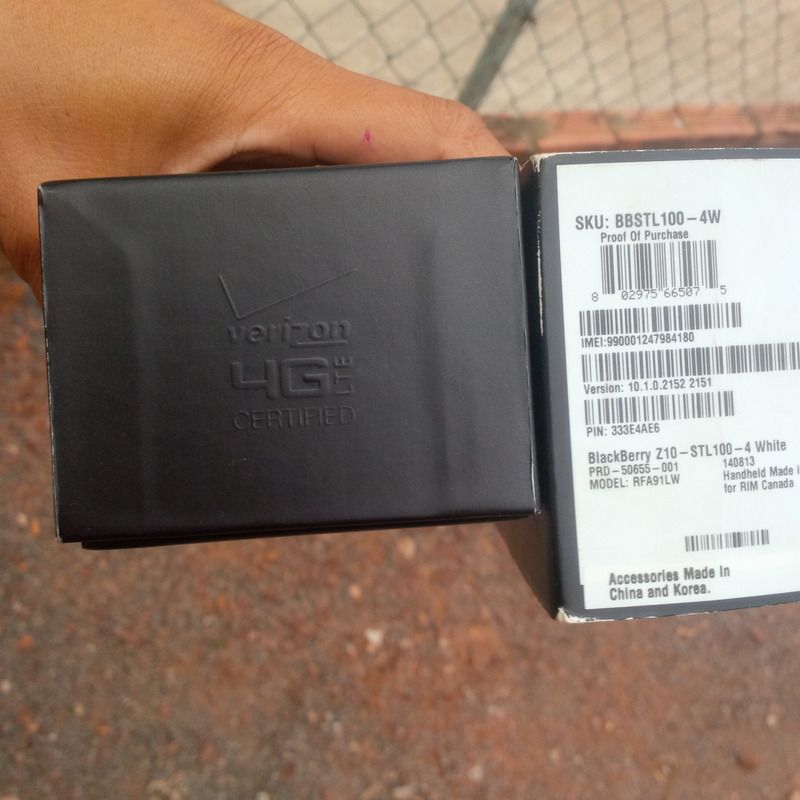 verizon
4G LTE
CERTIFIED
SKU: BBSTL100-4W
Proof Of Purchase
8 02975 66507 5
IMEI:990001247984180
Version: 10.1.0.2152 2151
PIN: 333E4AE6
BlackBerry Z10-STL100-4 White
PRD-50655-001 140813
MODEL: RFA91LW Handheld Made
for RIM Canada
Accessories Made In
China and Korea.